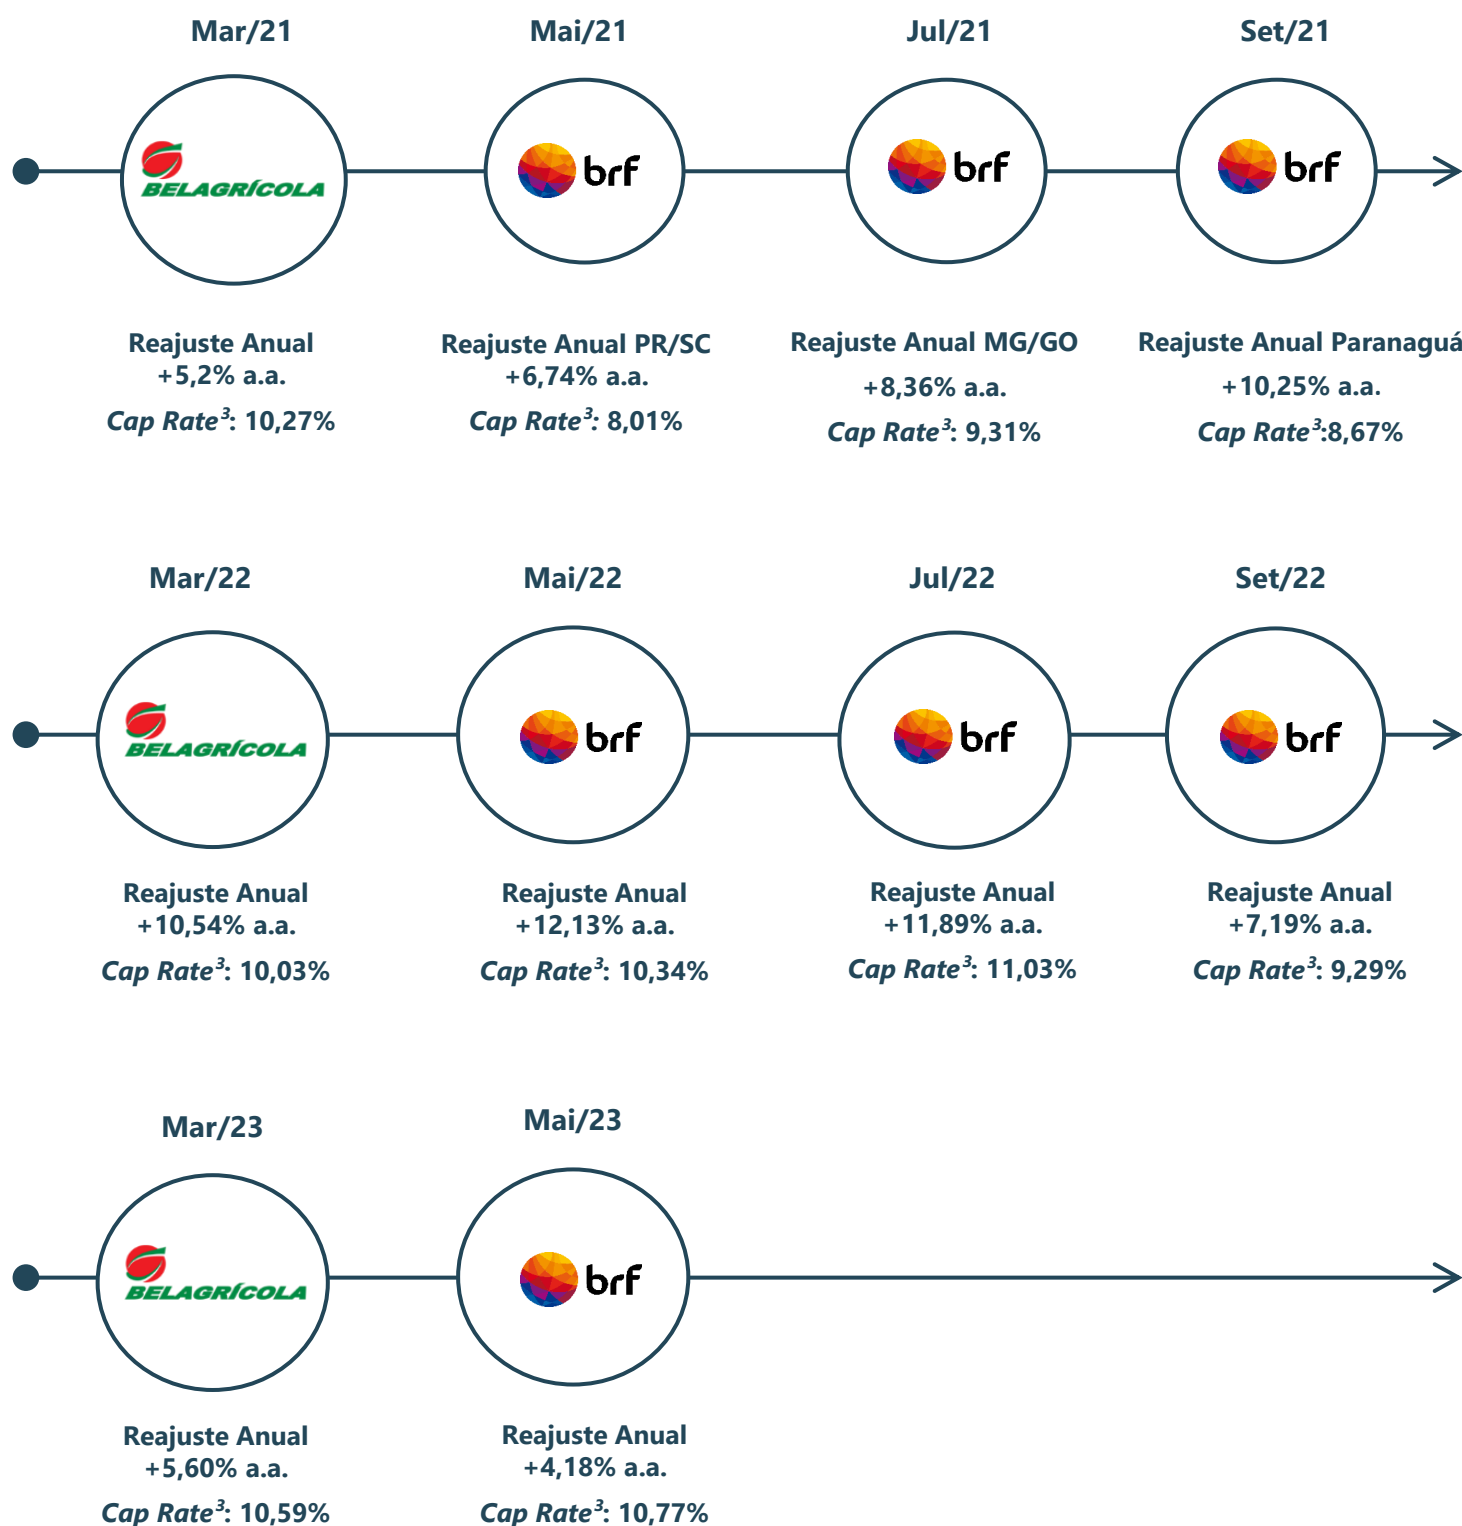 Mar/21
Mai/21
Jul/21
Set/21
BELAGRÍCOLA
brf
brf
brf
Reajuste Anual
+5,2% a.a.
Cap Rate³: 10,27%
Reajuste Anual PR/SC
+6,74% a.a.
Cap Rate³: 8,01%
Reajuste Anual MG/GO
+8,36% a.a.
Cap Rate³: 9,31%
Reajuste Anual Paranaguá
+10,25% a.a.
Cap Rate³:8,67%
Mar/22
Mai/22
Jul/22
Set/22
BELAGRÍCOLA
brf
brf
brf
Reajuste Anual
+10,54% a.a.
Cap Rate³: 10,03%
Reajuste Anual
+12,13% a.a.
Cap Rate³: 10,34%
Reajuste Anual
+11,89% a.a.
Cap Rate³: 11,03%
Reajuste Anual
+7,19% a.a.
Cap Rate³: 9,29%
Mar/23
Mai/23
BELAGRÍCOLA
brf
Reajuste Anual
+5,60% a.a.
Cap Rate³: 10,59%
Reajuste Anual
+4,18% a.a.
Cap Rate³: 10,77%